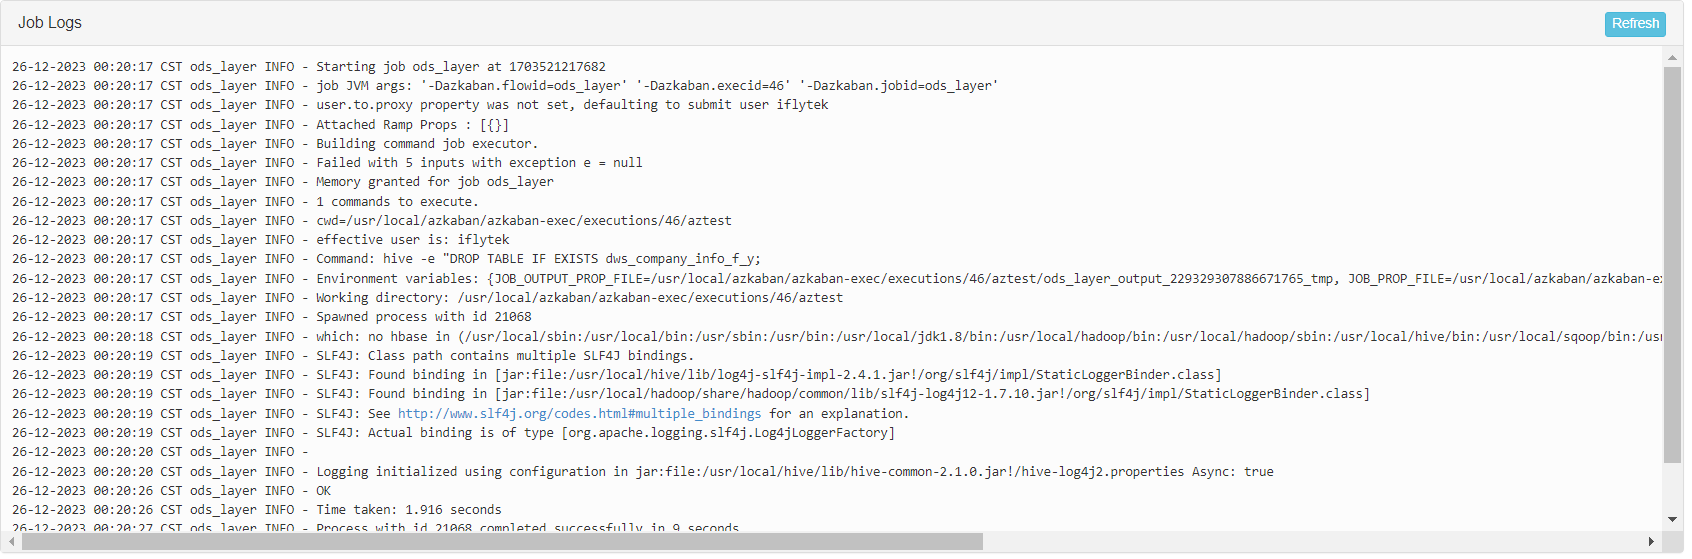 Job Logs
Refresh
26-12-2023 00:20:17 CST ods_layer INFO - Starting job ods_layer at 1703521217682
26-12-2023 00:20:17 CST ods_layer INFO - job JVM args: '-Dazkaban.flowid=ods_layer' '-Dazkaban.execid=46' '-Dazkaban.jobid=ods_layer'
26-12-2023 00:20:17 CST ods_layer INFO - user.to.proxy property was not set, defaulting to submit user iflytek
26-12-2023 00:20:17 CST ods_layer INFO - Attached Ramp Props : [{}]
26-12-2023 00:20:17 CST ods_layer INFO - Building command job executor.
26-12-2023 00:20:17 CST ods_layer INFO - Failed with 5 inputs with exception e = null
26-12-2023 00:20:17 CST ods_layer INFO - Memory granted for job ods_layer
26-12-2023 00:20:17 CST ods_layer INFO - 1 commands to execute.
26-12-2023 00:20:17 CST ods_layer INFO - cwd=/usr/local/azkaban/azkaban-exec/executions/46/aztest
26-12-2023 00:20:17 CST ods_layer INFO - effective user is: iflytek
26-12-2023 00:20:17 CST ods_layer INFO - Command: hive -e "DROP TABLE IF EXISTS dws_company_info_f_y;
26-12-2023 00:20:17 CST ods_layer INFO - Environment variables: {JOB_OUTPUT_PROP_FILE=/usr/local/azkaban/azkaban-exec/executions/46/aztest/ods_layer_output_229329307886671765_tmp, JOB_PROP_FILE=/usr/local/azkaban/azkaban-ex
26-12-2023 00:20:17 CST ods_layer INFO - Working directory: /usr/local/azkaban/azkaban-exec/executions/46/aztest
26-12-2023 00:20:17 CST ods_layer INFO - Spawned process with id 21068
26-12-2023 00:20:18 CST ods_layer INFO - which: no hbase in (/usr/local/sbin:/usr/local/bin:/usr/sbin:/usr/bin:/usr/local/jdk1.8/bin:/usr/local/hadoop/bin:/usr/local/hadoop/sbin:/usr/local/hive/bin:/usr/local/sqoop/bin:/usr
26-12-2023 00:20:19 CST ods_layer INFO - SLF4J: Class path contains multiple SLF4J bindings.
26-12-2023 00:20:19 CST ods_layer INFO - SLF4J: Found binding in [jar:file:/usr/local/hive/lib/log4j-slf4j-impl-2.4.1.jar!/org/slf4j/impl/StaticLoggerBinder.class]
26-12-2023 00:20:19 CST ods_layer INFO - SLF4J: Found binding in [jar:file:/usr/local/hadoop/share/hadoop/common/lib/slf4j-log4j12-1.7.10.jar!/org/slf4j/impl/StaticLoggerBinder.class]
26-12-2023 00:20:19 CST ods_layer INFO - SLF4J: See http://www.slf4j.org/codes.html#multiple_bindings for an explanation.
26-12-2023 00:20:19 CST ods_layer INFO - SLF4J: Actual binding is of type [org.apache.logging.slf4j.Log4jLoggerFactory]
26-12-2023 00:20:20 CST ods_layer INFO -
26-12-2023 00:20:20 CST ods_layer INFO - Logging initialized using configuration in jar:file:/usr/local/hive/lib/hive-common-2.1.0.jar!/hive-log4j2.properties Async: true
26-12-2023 00:20:26 CST ods_layer INFO - OK
26-12-2023 00:20:26 CST ods_layer INFO - Time taken: 1.916 seconds
26-12-2023 00:20:27 CST ods_layer INFO - Process with id 21068 completed successfully in 9 seconds